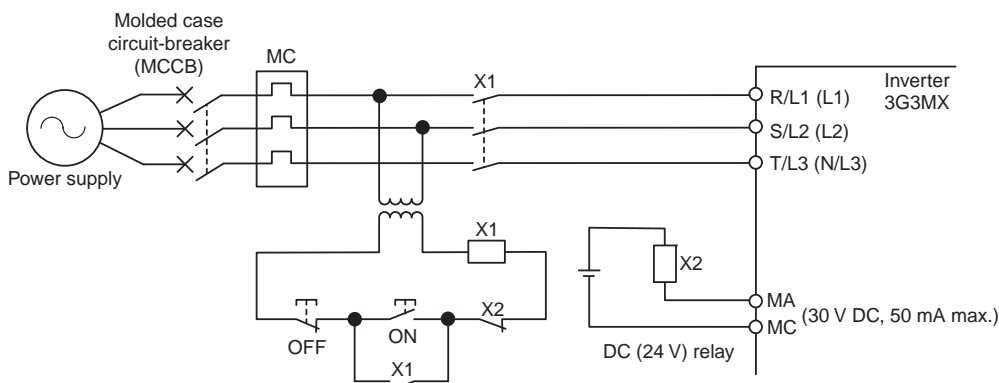 Molded case
circuit-breaker
(MCCB)
MC
X1
Inverter
3G3MX
R/L1 (L1)
S/L2 (L2)
T/L3 (N/L3)
Power supply
X1
X2
X2
MA
(30 V DC, 50 mA max.)
MC
OFF
ON
DC (24 V) relay
X1